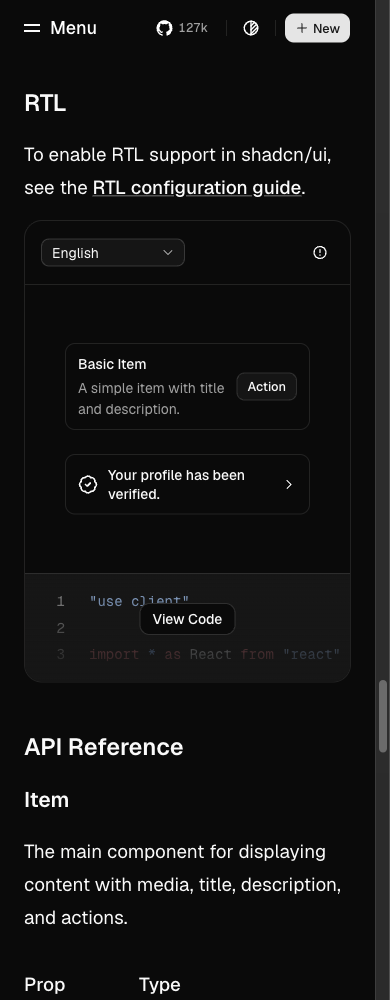 Menu
127k
New
RTL
To enable RTL support in shadcn/ui,
see the RTL configuration guide.
English
Basic Item
A simple item with title
and description.
Action
Your profile has been
verified.
1 "use client"
View Code
2
3 import * as React from "react"
API Reference
Item
The main component for displaying
content with media, title, description,
and actions.
Prop Type